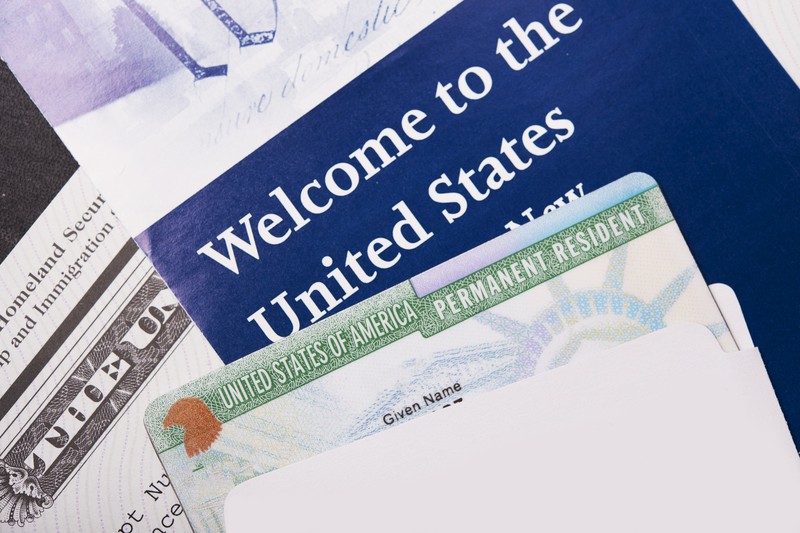 sure domestic
Welcome to the
United States
New
UNITED STATES OF AMERICA
PERMANENT RESIDENT
Given Name
Homeland Secur
p and Immigration
pt Nu
ace